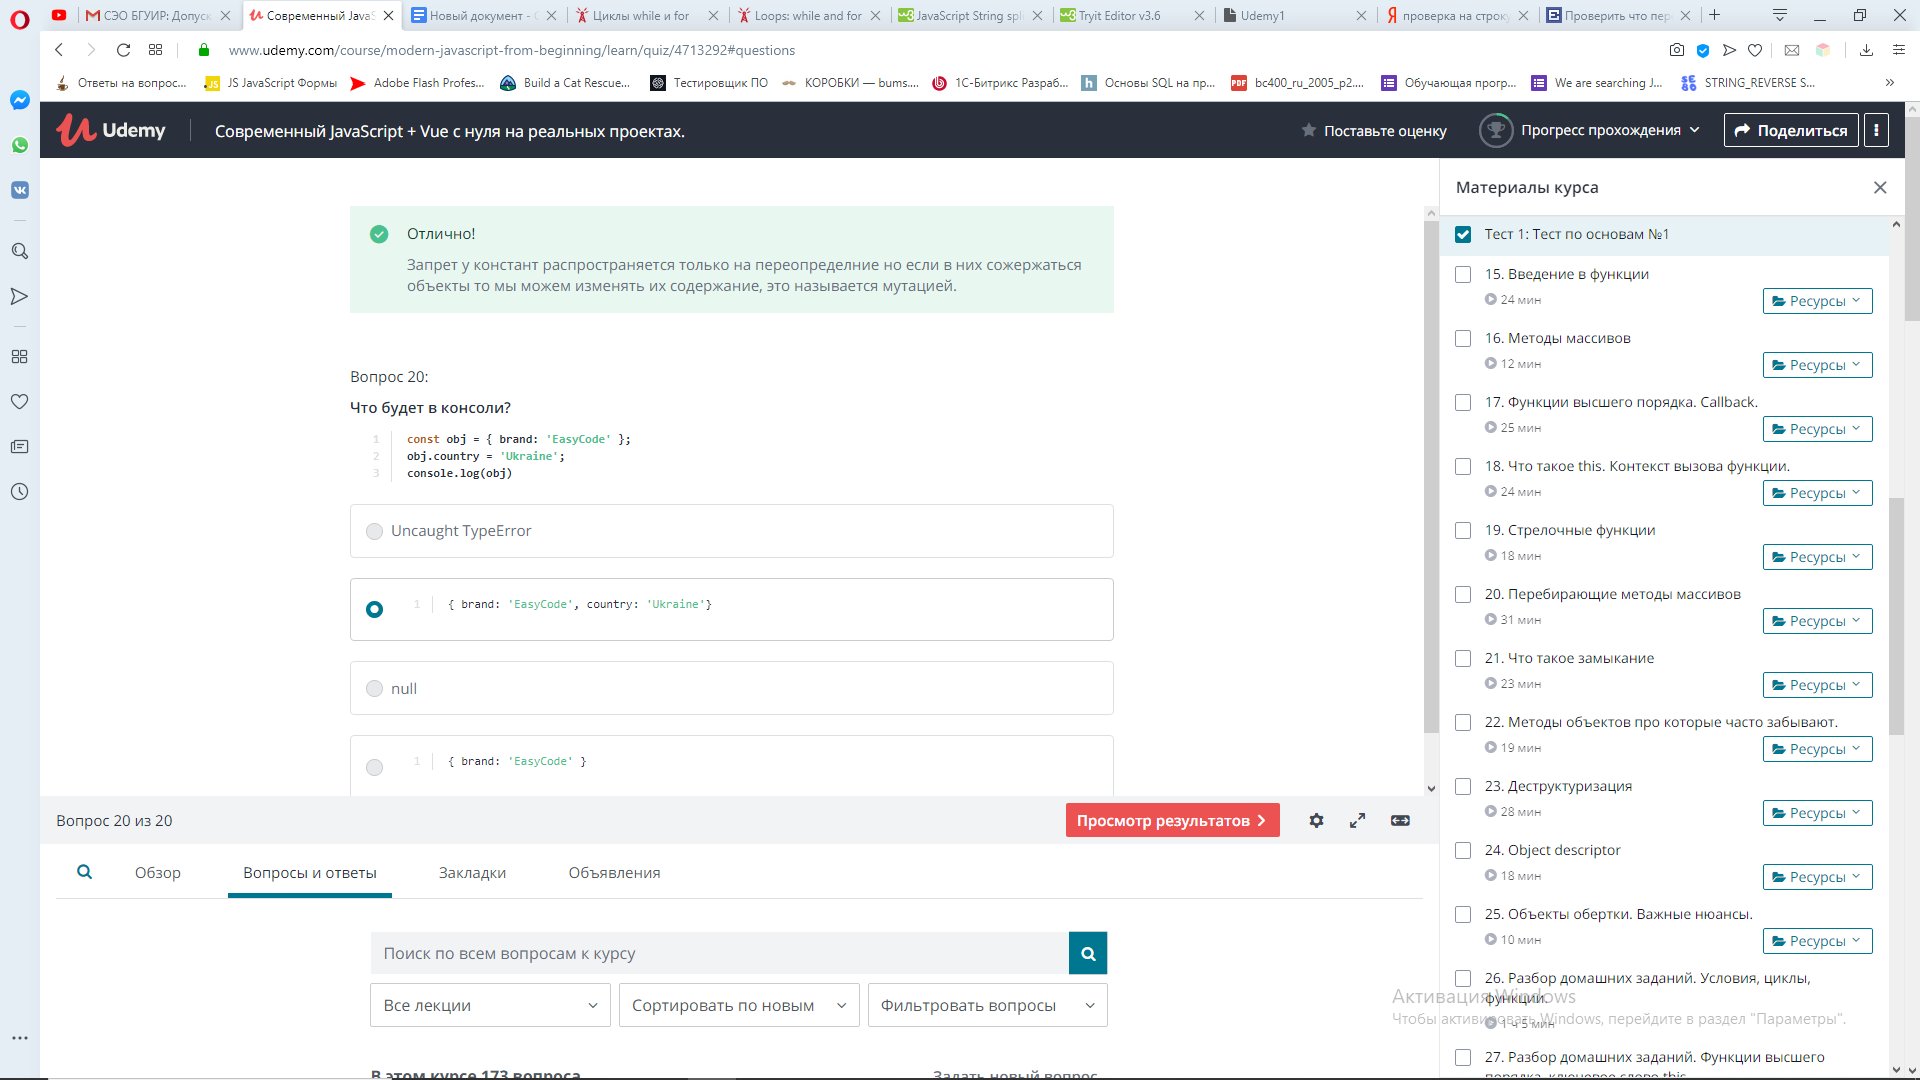 СЭО БГУИР: Допуск
Современный JavaS
Новый документ - G
Циклы while и for
Loops: while and for
JavaScript String spl
Tryit Editor v3.6
Udemy1
проверка на строку
Проверить что пер
www.udemy.com/course/modern-javascript-from-beginning/learn/quiz/4713292#questions
Ответы на вопрос...
JS JavaScript Формы
Adobe Flash Profes...
Build a Cat Rescue...
Тестировщик ПО
КОРОБКИ — bums....
1С-Битрикс Разраб...
Основы SQL на пр...
bc400_ru_2005_p2....
Обучающая прогр...
We are searching J...
STRING_REVERSE S...
Udemy
Современный JavaScript + Vue с нуля на реальных проектах.
Поставьте оценку
Прогресс прохождения
Поделиться
Отлично!
Запрет у констант распространяется только на переопределние но если в них сожержаться
объекты то мы можем изменять их содержание, это называется мутацией.
Вопрос 20:
Что будет в консоли?
1 const obj = { brand: 'EasyCode' };
2 obj.country = 'Ukraine';
3 console.log(obj)
Uncaught TypeError
1 { brand: 'EasyCode', country: 'Ukraine'}
null
1 { brand: 'EasyCode' }
Вопрос 20 из 20
Просмотр результатов
Обзор
Вопросы и ответы
Закладки
Объявления
Поиск по всем вопросам к курсу
Все лекции
Сортировать по новым
Фильтровать вопросы
В этом курсе 173 вопроса
Задать новый вопрос
Материалы курса
Тест 1: Тест по основам №1
15. Введение в функции
24 мин
Ресурсы
16. Методы массивов
12 мин
Ресурсы
17. Функции высшего порядка. Callback.
25 мин
Ресурсы
18. Что такое this. Контекст вызова функции.
24 мин
Ресурсы
19. Стрелочные функции
18 мин
Ресурсы
20. Перебирающие методы массивов
31 мин
Ресурсы
21. Что такое замыкание
23 мин
Ресурсы
22. Методы объектов про которые часто забывают.
19 мин
Ресурсы
23. Деструктуризация
28 мин
Ресурсы
24. Object descriptor
18 мин
Ресурсы
25. Объекты обертки. Важные нюансы.
10 мин
Ресурсы
26. Разбор домашних заданий. Условия, циклы,
функции.
1 ч 5 мин
27. Разбор домашних заданий. Функции высшего
порядка, ключевое слово this
Активация Windows
Чтобы активировать Windows, перейдите в раздел "Параметры".